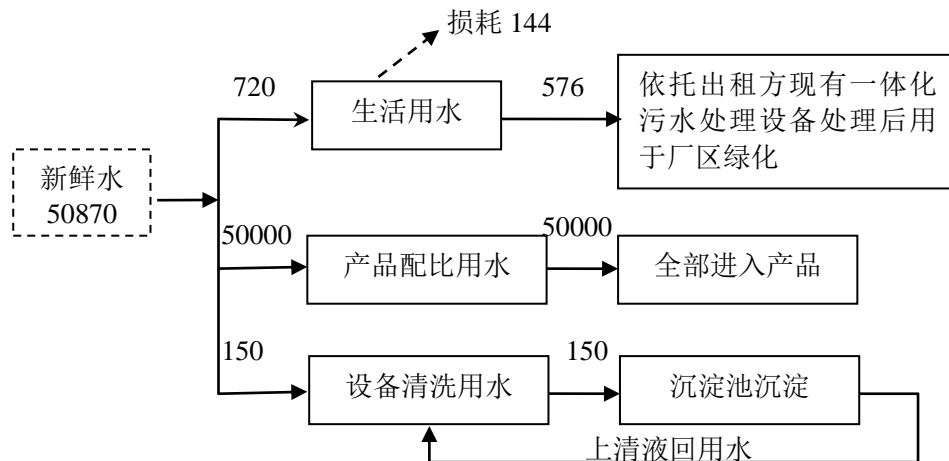 损耗 144
720
生活用水
576
依托出租方现有一体化
污水处理设备处理后用
于厂区绿化
新鲜水
50870
50000
产品配比用水
50000
全部进入产品
150
设备清洗用水
150
沉淀池沉淀
上清液回用水